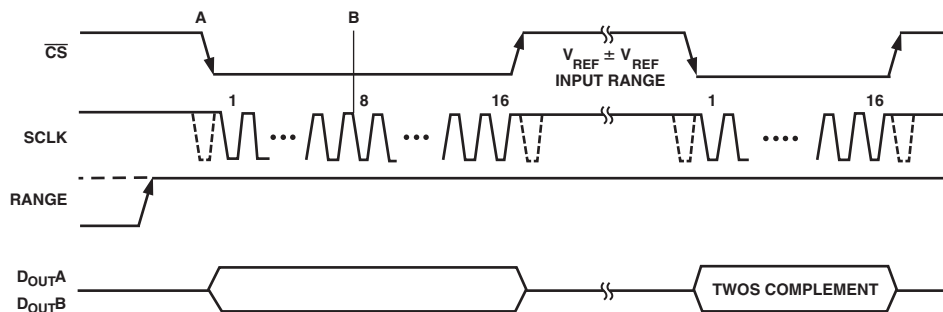 A
B
CS
V_REF ± V_REF
INPUT RANGE
1
8
16
1
16
SCLK
RANGE
D_OUTA
D_OUTB
TWOS COMPLEMENT